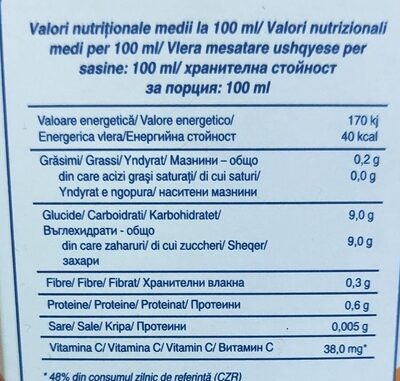 Valori nutriționale medii la 100 ml/ Valori nutrizionali
medi per 100 ml/ Vlera mesatare ushqyese per
sasine: 100 ml/ хранителна стойност
за порция: 100 ml
Valoare energetică/ Valore energetico/ 170 kj
Energerica vlera/Енергийна стойност 40 kcal
Grăsimi/ Grassi/ Yndyrat/ Мазнини – общо 0,2 g
din care acizi grași saturați/ di cui saturi/ 0,0 g
Yndyrat e ngopura/ наситени мазнини
Glucide/ Carboidrati/ Karbohidratet/ 9,0 g
Въглехидрати - общо
din care zaharuri/ di cui zuccheri/ Sheqer/ 9,0 g
захари
Fibre/ Fibre/ Fibrat/ Хранителни влакна 0,3 g
Proteine/ Proteine/ Proteinat/ Протеини 0,6 g
Sare/ Sale/ Kripa/ Протеини 0,005 g
Vitamina C/ Vitamina C/ Vitamin C/ Витамин C 38,0 mg*
* 48% din consumul zilnic de referință (CZR)